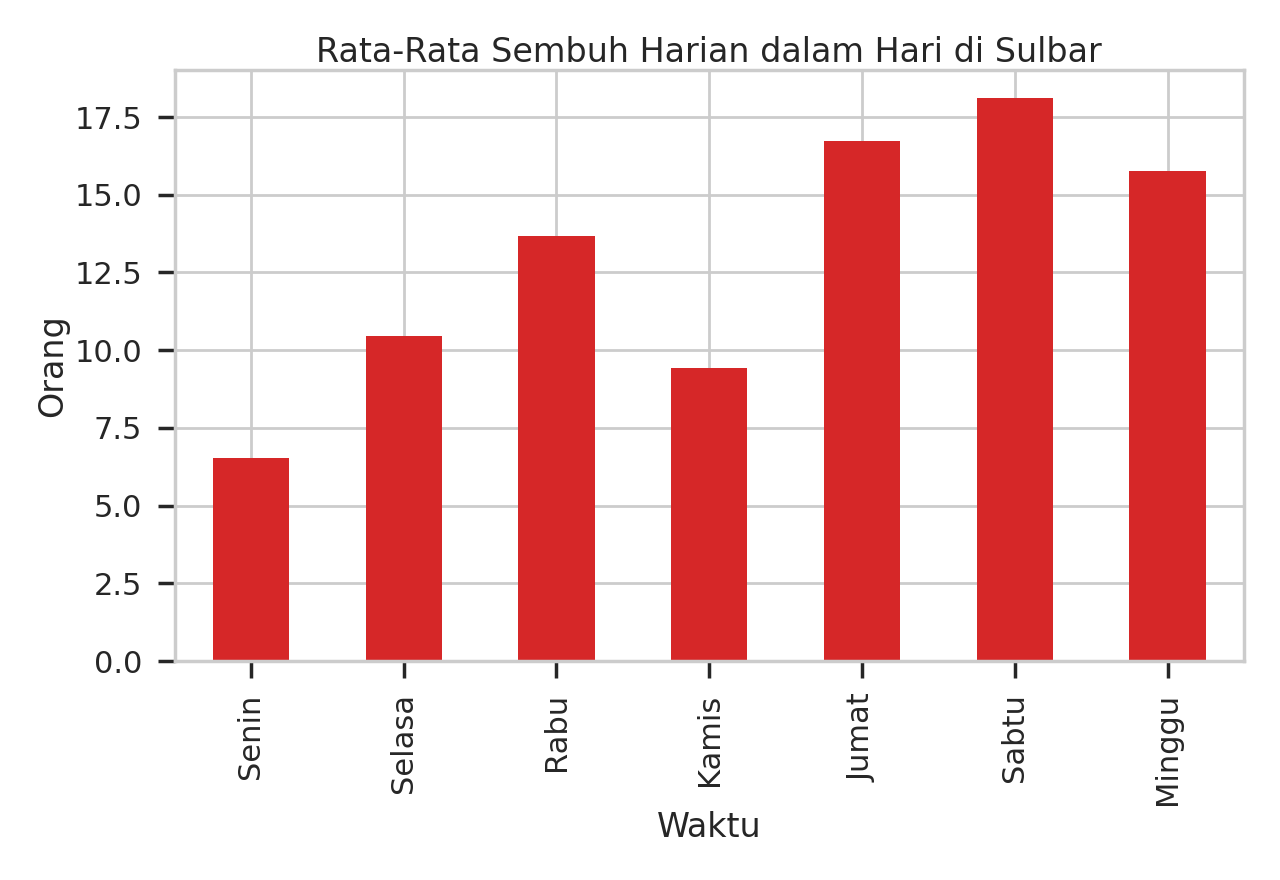 Rata-Rata Sembuh Harian dalam Hari di Sulbar
17.5
15.0
12.5
10.0
7.5
5.0
2.5
0.0
Orang
Senin
Selasa
Rabu
Kamis
Jumat
Sabtu
Minggu
Waktu